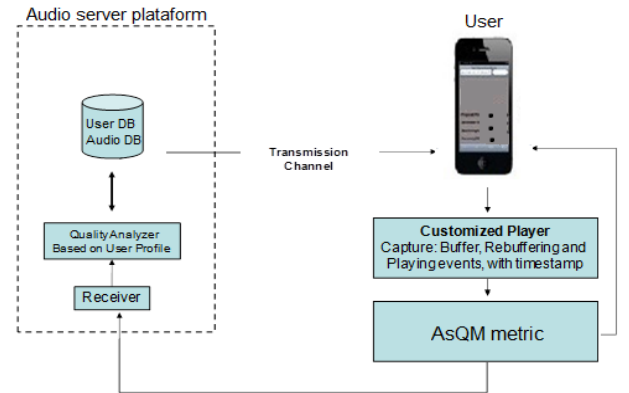 Audio server plataform
User
User DB
Audio DB
Transmission
Channel
Quality Analyzer
Based on User Profile
Customized Player
Capture: Buffer, Rebuffering and
Playing events, with timestamp
Receiver
AsQM metric